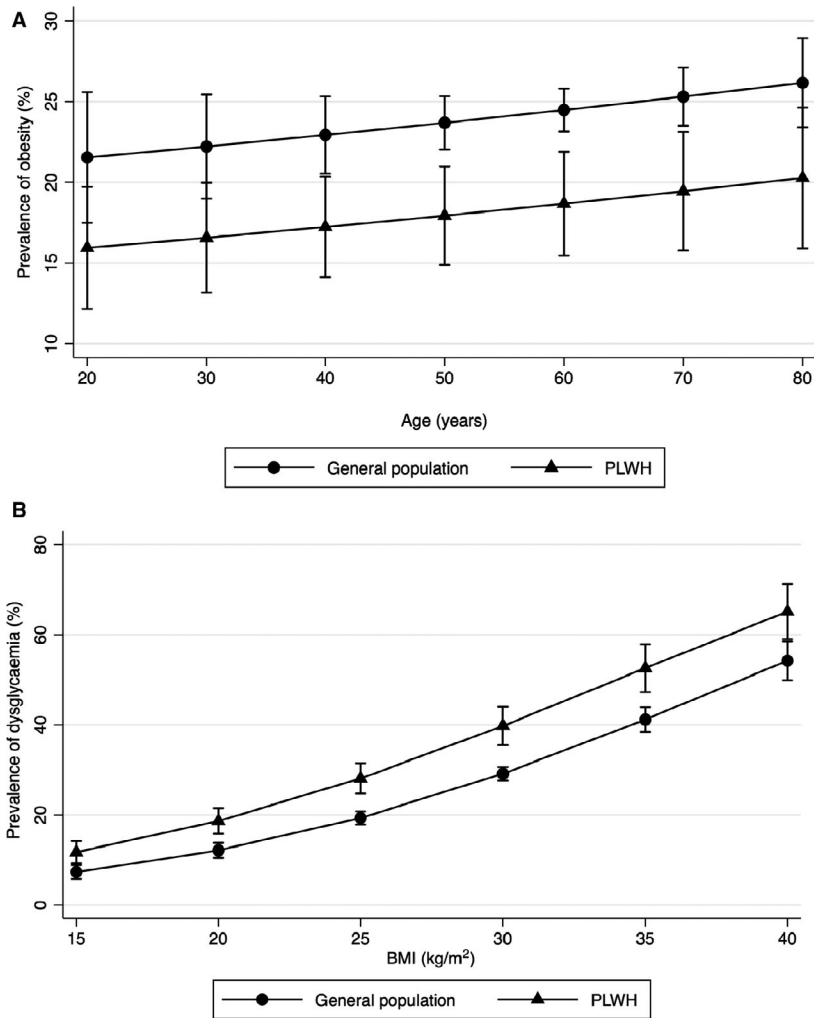 A
Prevalence of obesity (%)
30
25
20
15
10
20 30 40 50 60 70 80
Age (years)
General population PLWH
B
Prevalence of dysglycaemia (%)
80
60
40
20
0
15 20 25 30 35 40
BMI (kg/m²)
General population PLWH